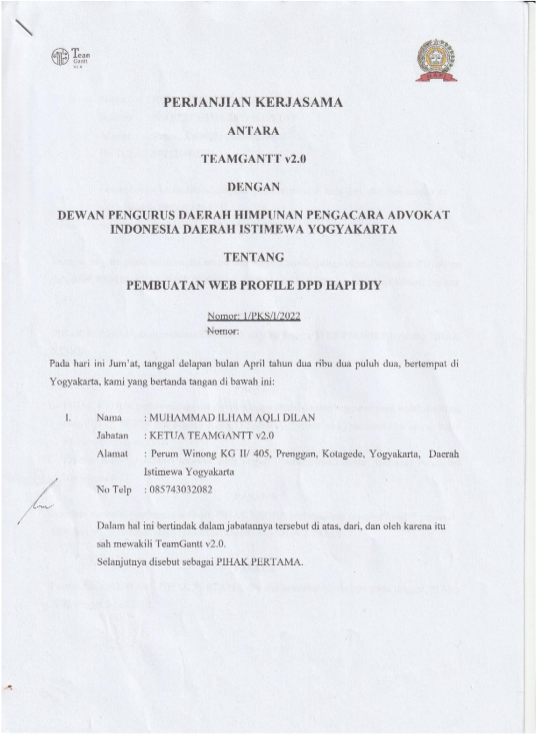 Team
Gantt
PERJANJIAN KERJASAMA
ANTARA
TEAMGANTT v2.0
DENGAN
DEWAN PENGURUS DAERAH HIMPUNAN PENGACARA ADVOKAT
INDONESIA DAERAH ISTIMEWA YOGYAKARTA
TENTANG
PEMBUATAN WEB PROFILE DPD HAPI DIY
Nomor: 1/PKS/I/2022
Nomor:
Pada hari ini Jum'at, tanggal delapan bulan April tahun dua ribu dua puluh dua, bertempat di
Yogyakarta, kami yang bertanda tangan di bawah ini:
I. Nama : MUHAMMAD ILHAM AQLI DILAN
Jabatan : KETUA TEAMGANTT v2.0
Alamat : Perum Winong KG II/ 405, Prenggan, Kotagede, Yogyakarta, Daerah
Istimewa Yogyakarta
No Telp : 085743032082
Dalam hal ini bertindak dalam jabatannya tersebut di atas, dari, dan oleh karena itu
sah mewakili TeamGantt v2.0.
Selanjutnya disebut sebagai PIHAK PERTAMA.